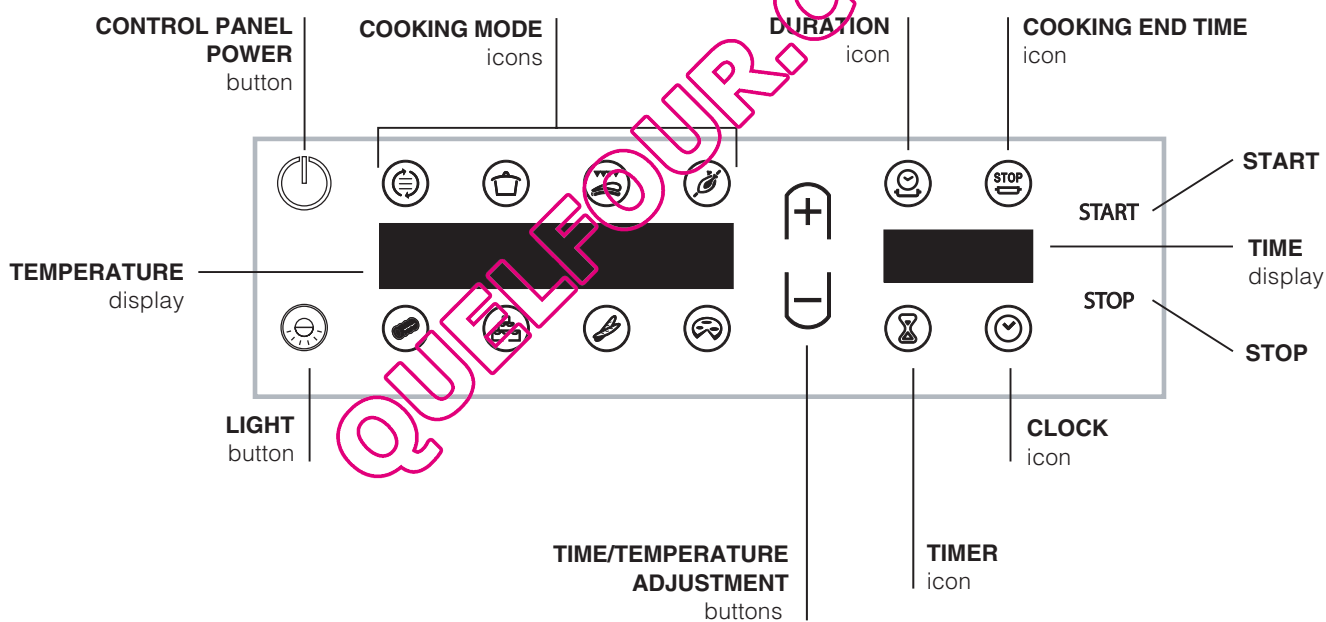 CONTROL PANEL
POWER
button
COOKING MODE
icons
DURATION
icon
COOKING END TIME
icon
STOP
START
START
TEMPERATURE
display
TIME
display
STOP
STOP
LIGHT
button
CLOCK
icon
TIME/TEMPERATURE
ADJUSTMENT
buttons
TIMER
icon
QUELFOUR.